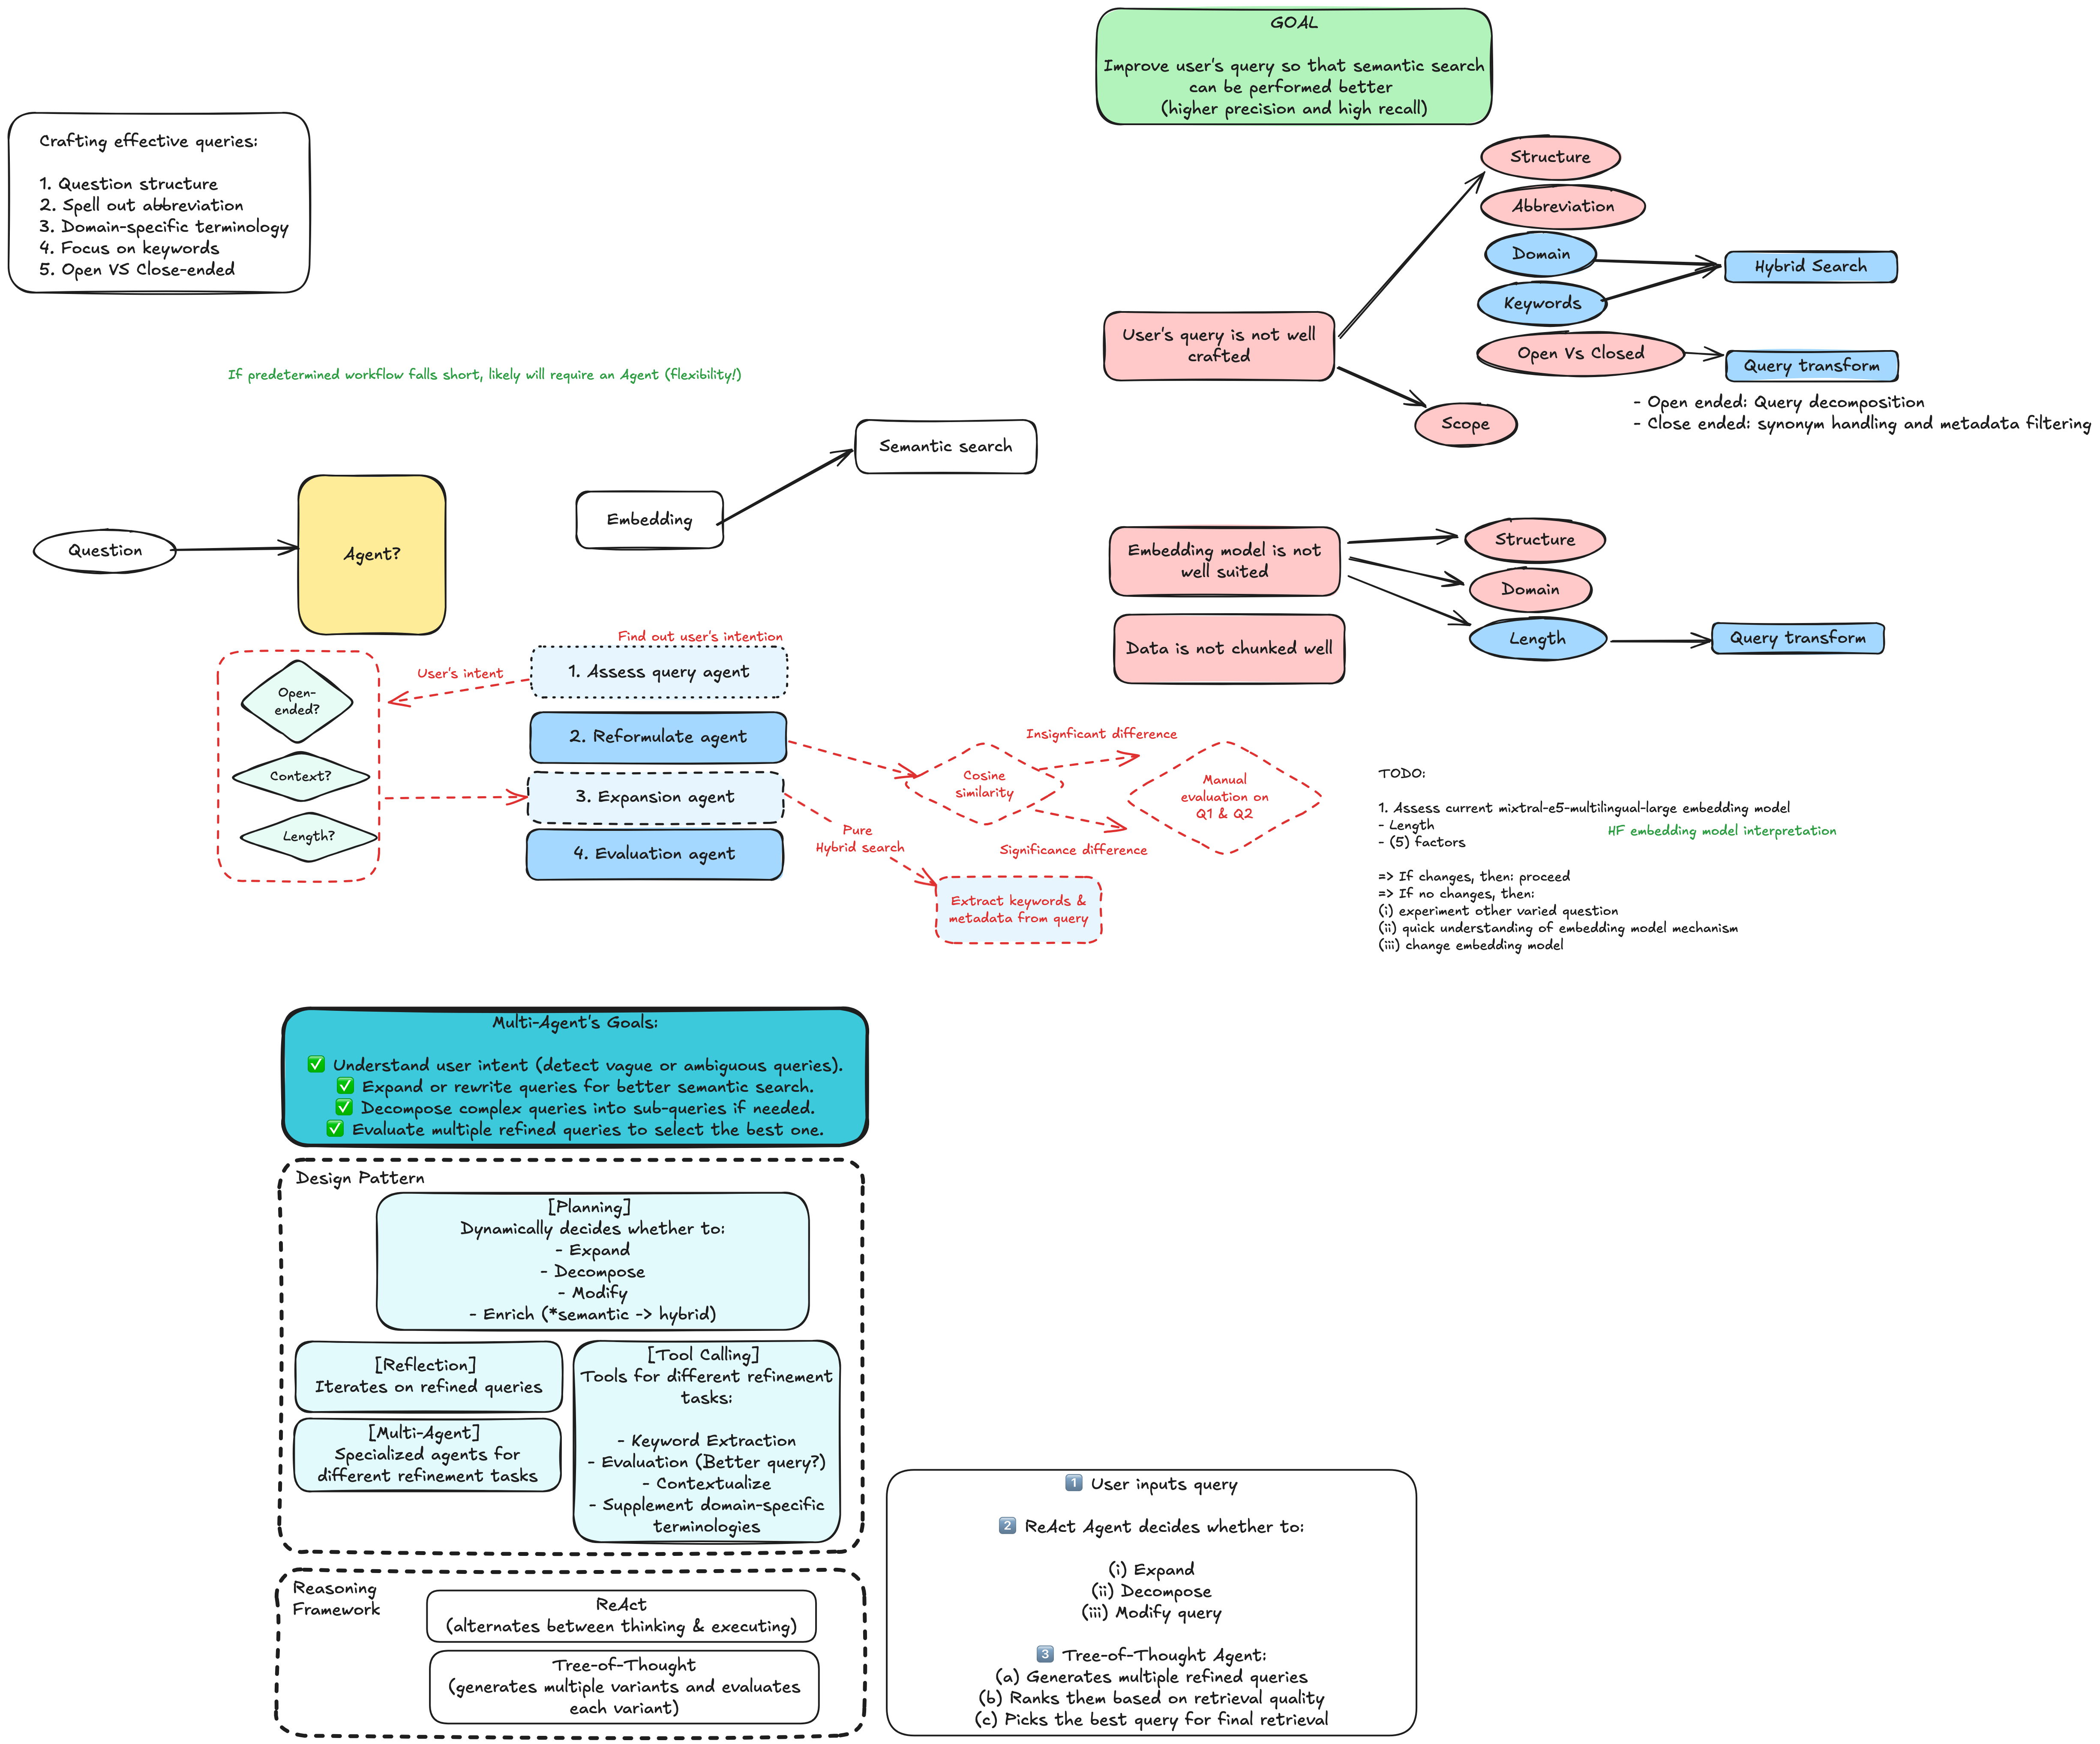 GOAL
Improve user's query so that semantic search
can be performed better
(higher precision and high recall)
Crafting effective queries:
1. Question structure
2. Spell out abbreviation
3. Domain-specific terminology
4. Focus on keywords
5. Open VS Close-ended
Structure
Abbreviation
Domain
Keywords
Open Vs Closed
Hybrid Search
Query transform
- Open ended: Query decomposition
- Close ended: synonym handling and metadata filtering
User's query is not well
crafted
Scope
If predetermined workflow falls short, likely will require an Agent (flexibility!)
Question
Agent?
Embedding
Semantic search
Embedding model is not
well suited
Data is not chunked well
Structure
Domain
Length
Query transform
Find out user's intention
User's intent
Open-
ended?
Context?
Length?
1. Assess query agent
2. Reformulate agent
3. Expansion agent
4. Evaluation agent
Cosine
similarity
Insignficant difference
Significance difference
Manual
evaluation on
Q1 & Q2
Pure
Hybrid search
Extract keywords &
metadata from query
TODO:
1. Assess current mixtral-e5-multilingual-large embedding model
- Length
HF embedding model interpretation
- (5) factors
=> If changes, then: proceed
=> If no changes, then:
(i) experiment other varied question
(ii) quick understanding of embedding model mechanism
(iii) change embedding model
Multi-Agent's Goals:
✅ Understand user intent (detect vague or ambiguous queries).
✅ Expand or rewrite queries for better semantic search.
✅ Decompose complex queries into sub-queries if needed.
✅ Evaluate multiple refined queries to select the best one.
Design Pattern
[Planning]
Dynamically decides whether to:
- Expand
- Decompose
- Modify
- Enrich (*semantic -> hybrid)
[Reflection]
Iterates on refined queries
[Multi-Agent]
Specialized agents for
different refinement tasks
[Tool Calling]
Tools for different refinement
tasks:
- Keyword Extraction
- Evaluation (Better query?)
- Contextualize
- Supplement domain-specific
terminologies
Reasoning
Framework
ReAct
(alternates between thinking & executing)
Tree-of-Thought
(generates multiple variants and evaluates
each variant)
1️⃣ User inputs query
2️⃣ ReAct Agent decides whether to:
(i) Expand
(ii) Decompose
(iii) Modify query
3️⃣ Tree-of-Thought Agent:
(a) Generates multiple refined queries
(b) Ranks them based on retrieval quality
(c) Picks the best query for final retrieval